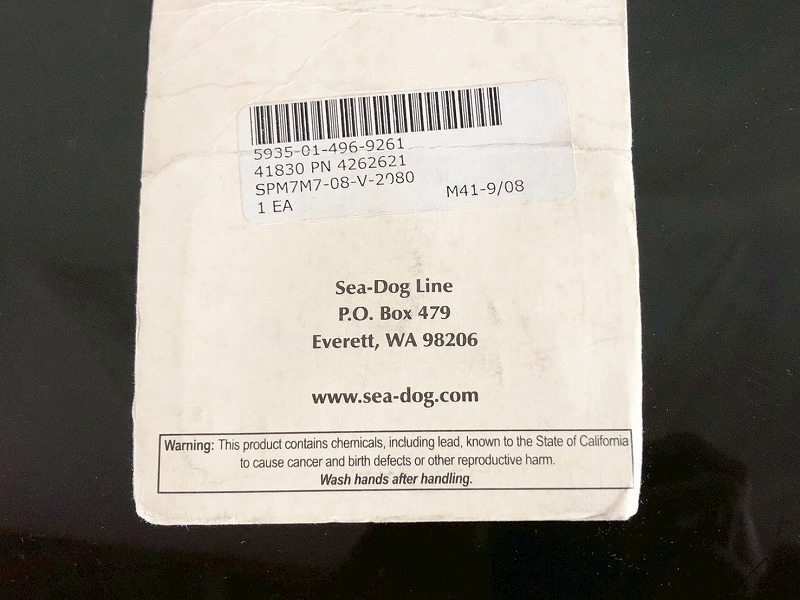 5935-01-496-9261
41830 PN 4262621
SPM7M7-08-V-2980
1 EA
M41-9/08
Sea-Dog Line
P.O. Box 479
Everett, WA 98206
www.sea-dog.com
Warning: This product contains chemicals, including lead, known to the State of California
to cause cancer and birth defects or other reproductive harm.
Wash hands after handling.